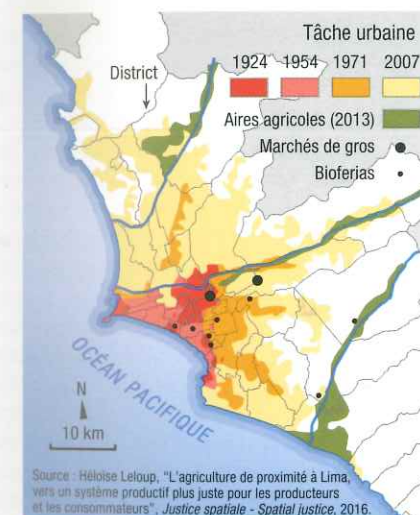 Tâche urbaine
1924 1954 1971 2007
District
Aires agricoles (2013)
Marchés de gros
Bioferias
OCÉAN PACIFIQUE
N
10 km
Source : Héloïse Leloup, "L'agriculture de proximité à Lima,
vers un système productif plus juste pour les producteurs
et les consommateurs", Justice spatiale - Spatial justice, 2016.